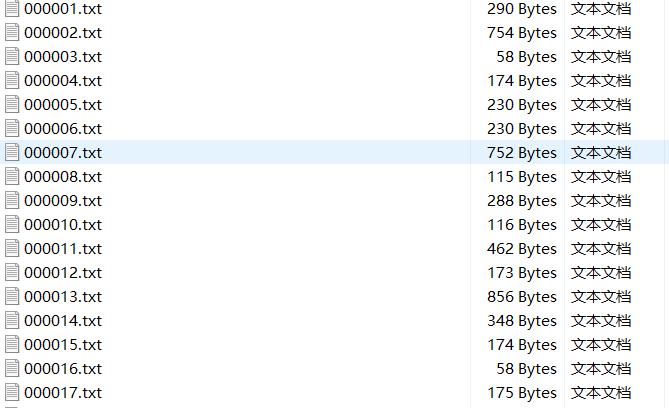 000001.txt 290 Bytes 文本文档
000002.txt 754 Bytes 文本文档
000003.txt 58 Bytes 文本文档
000004.txt 174 Bytes 文本文档
000005.txt 230 Bytes 文本文档
000006.txt 230 Bytes 文本文档
000007.txt 752 Bytes 文本文档
000008.txt 115 Bytes 文本文档
000009.txt 288 Bytes 文本文档
000010.txt 116 Bytes 文本文档
000011.txt 462 Bytes 文本文档
000012.txt 173 Bytes 文本文档
000013.txt 856 Bytes 文本文档
000014.txt 348 Bytes 文本文档
000015.txt 174 Bytes 文本文档
000016.txt 58 Bytes 文本文档
000017.txt 175 Bytes 文本文档